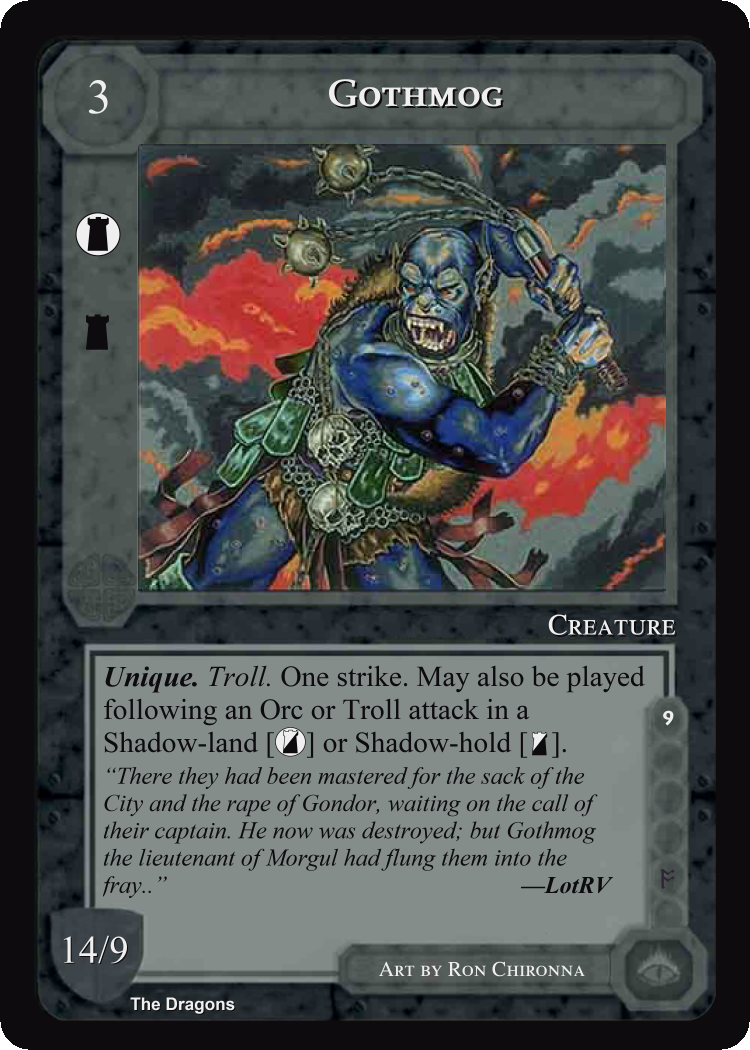 3
GOTHMOG
CREATURE
Unique. Troll. One strike. May also be played
following an Orc or Troll attack in a
Shadow-land [ ] or Shadow-hold [ ].
9
“There they had been mastered for the sack of the
City and the rape of Gondor, waiting on the call of
their captain. He now was destroyed; but Gothmog
the lieutenant of Morgul had flung them into the
fray..”
—LotRV
14/9
ART BY RON CHIRONNA
The Dragons